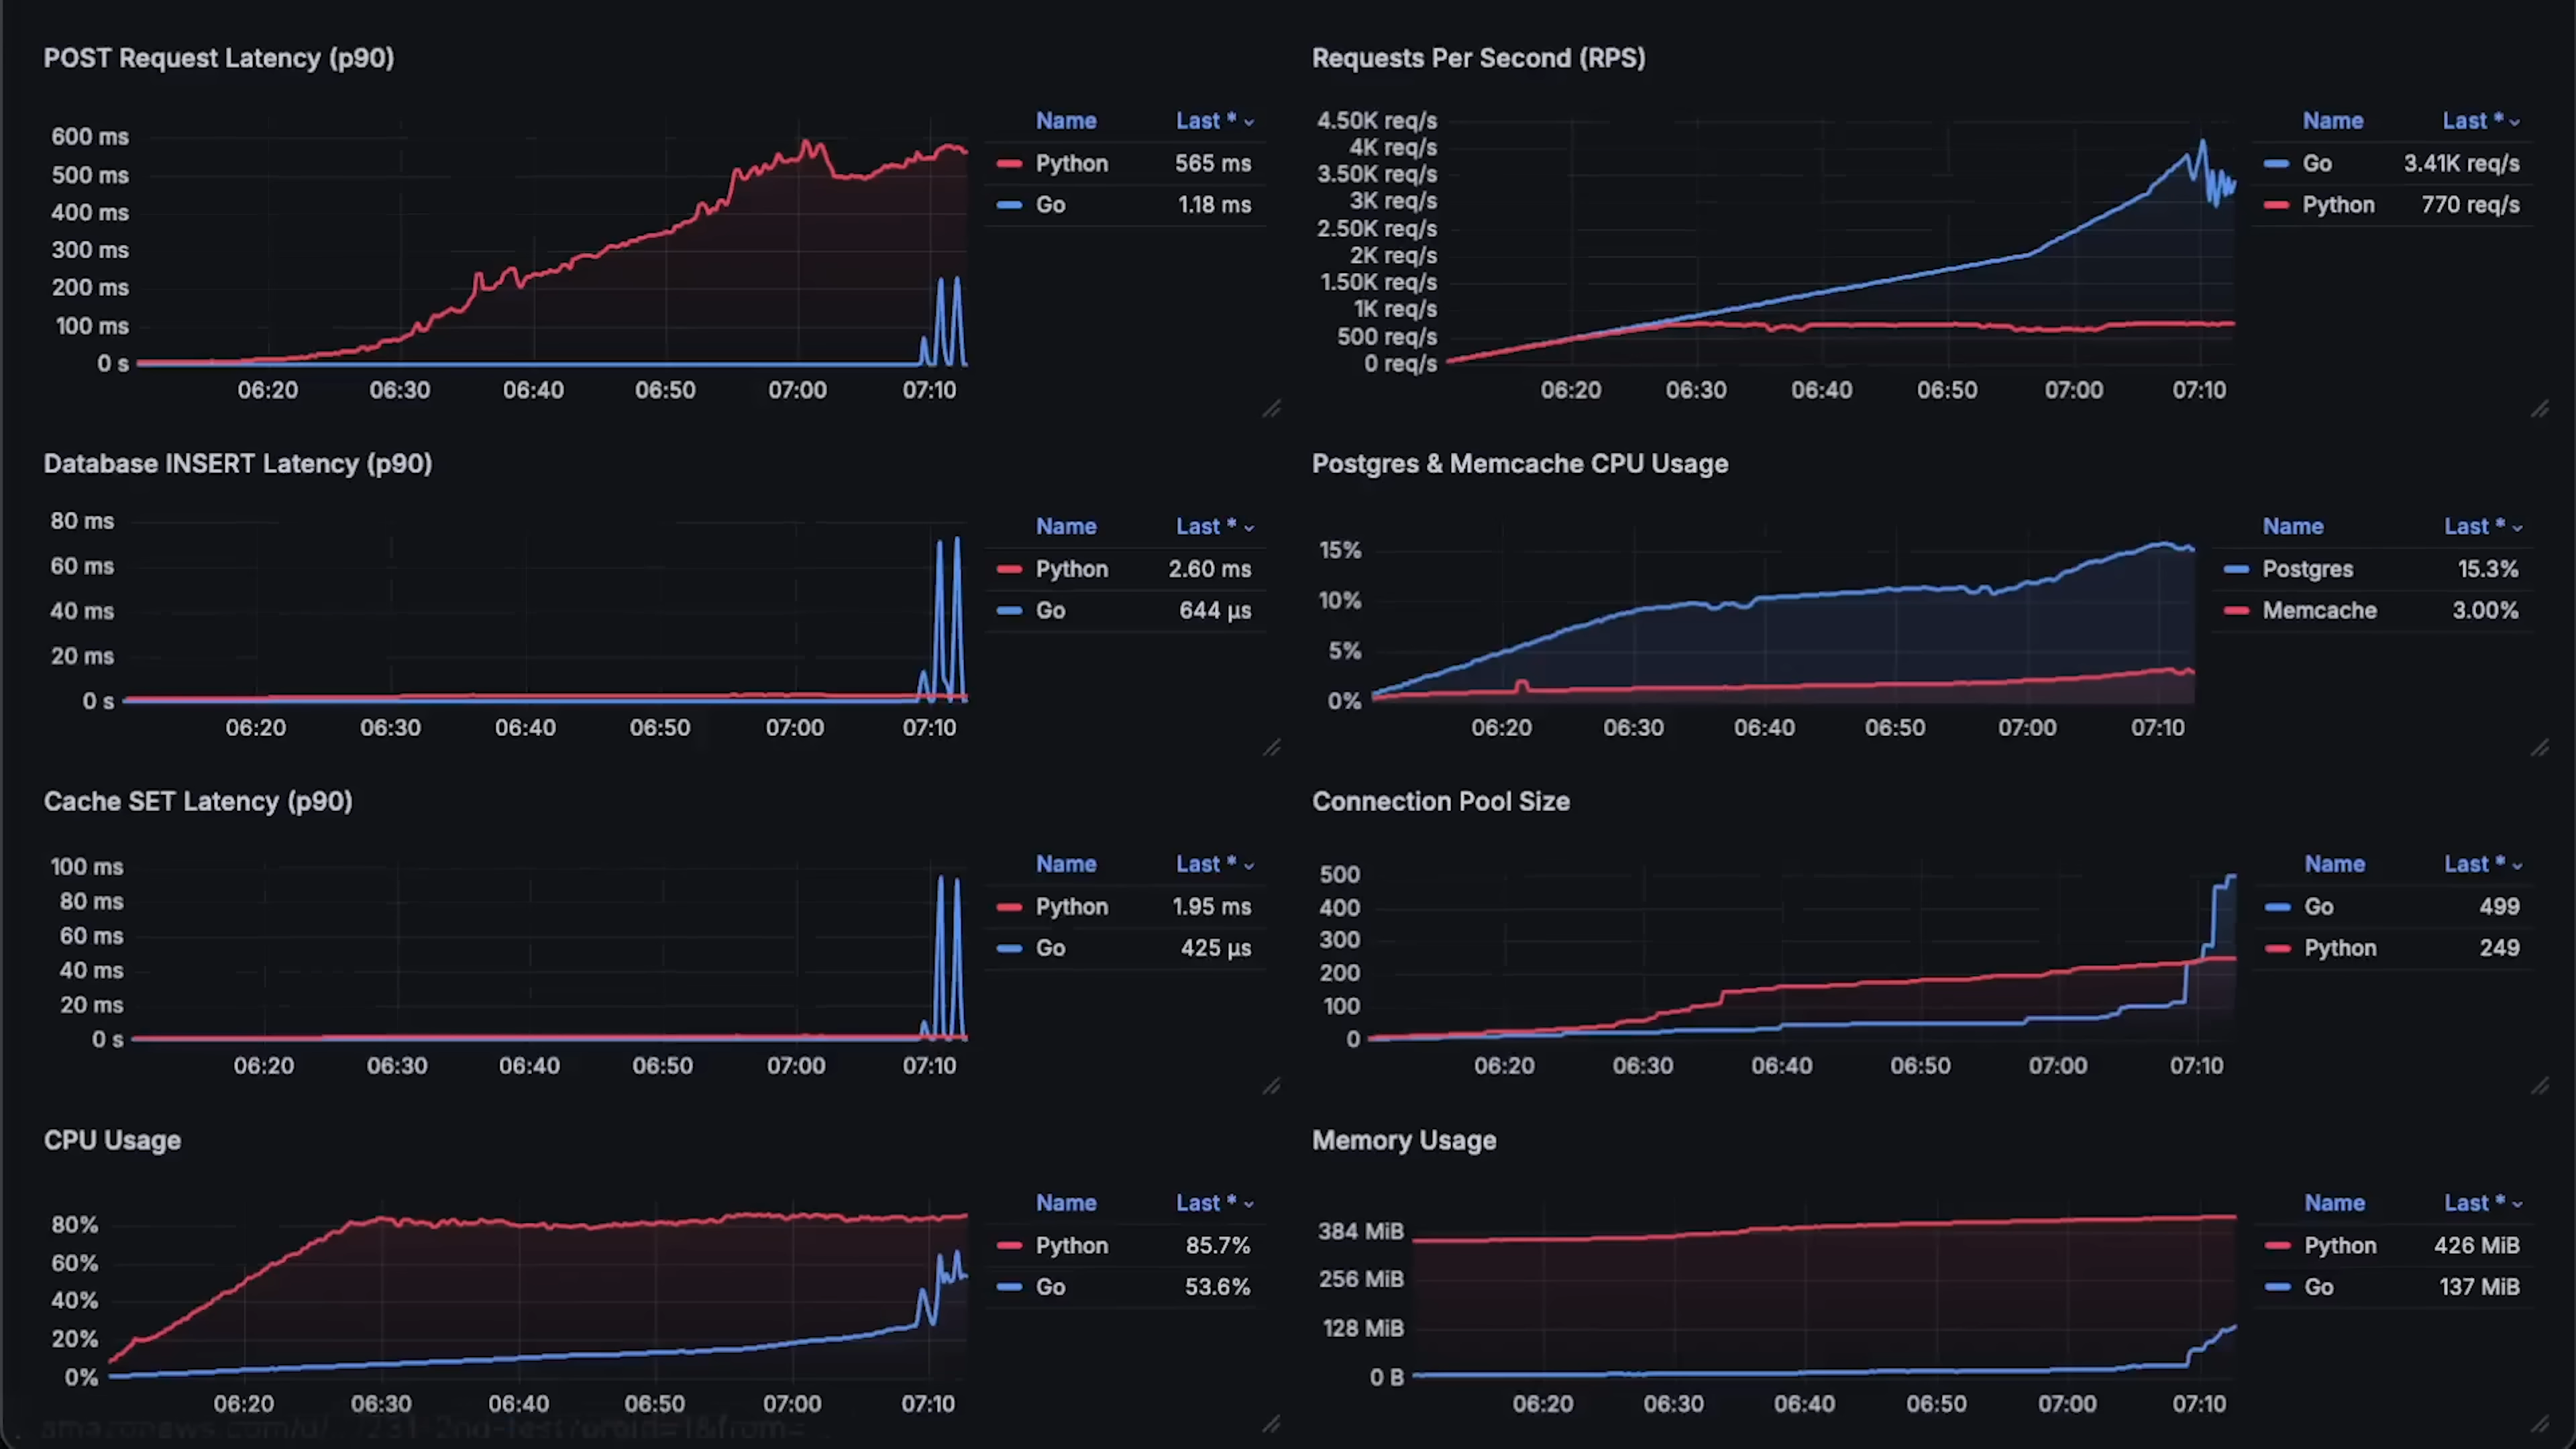 POST Request Latency (p90)
600 ms
500 ms
400 ms
300 ms
200 ms
100 ms
0 s
06:20 06:30 06:40 06:50 07:00 07:10
Name Last *
Python 565 ms
Go 1.18 ms
Requests Per Second (RPS)
4.50K req/s
4K req/s
3.50K req/s
3K req/s
2.50K req/s
2K req/s
1.50K req/s
1K req/s
500 req/s
0 req/s
06:20 06:30 06:40 06:50 07:00 07:10
Name Last *
Go 3.41K req/s
Python 770 req/s
Database INSERT Latency (p90)
80 ms
60 ms
40 ms
20 ms
0 s
06:20 06:30 06:40 06:50 07:00 07:10
Name Last *
Python 2.60 ms
Go 644 µs
Postgres & Memcache CPU Usage
15%
10%
5%
0%
06:20 06:30 06:40 06:50 07:00 07:10
Name Last *
Postgres 15.3%
Memcache 3.00%
Cache SET Latency (p90)
100 ms
80 ms
60 ms
40 ms
20 ms
0 s
06:20 06:30 06:40 06:50 07:00 07:10
Name Last *
Python 1.95 ms
Go 425 µs
Connection Pool Size
500
400
300
200
100
0
06:20 06:30 06:40 06:50 07:00 07:10
Name Last *
Go 499
Python 249
CPU Usage
80%
60%
40%
20%
0%
06:20 06:30 06:40 06:50 07:00 07:10
Name Last *
Python 85.7%
Go 53.6%
Memory Usage
384 MiB
256 MiB
128 MiB
0 B
06:20 06:30 06:40 06:50 07:00 07:10
Name Last *
Python 426 MiB
Go 137 MiB